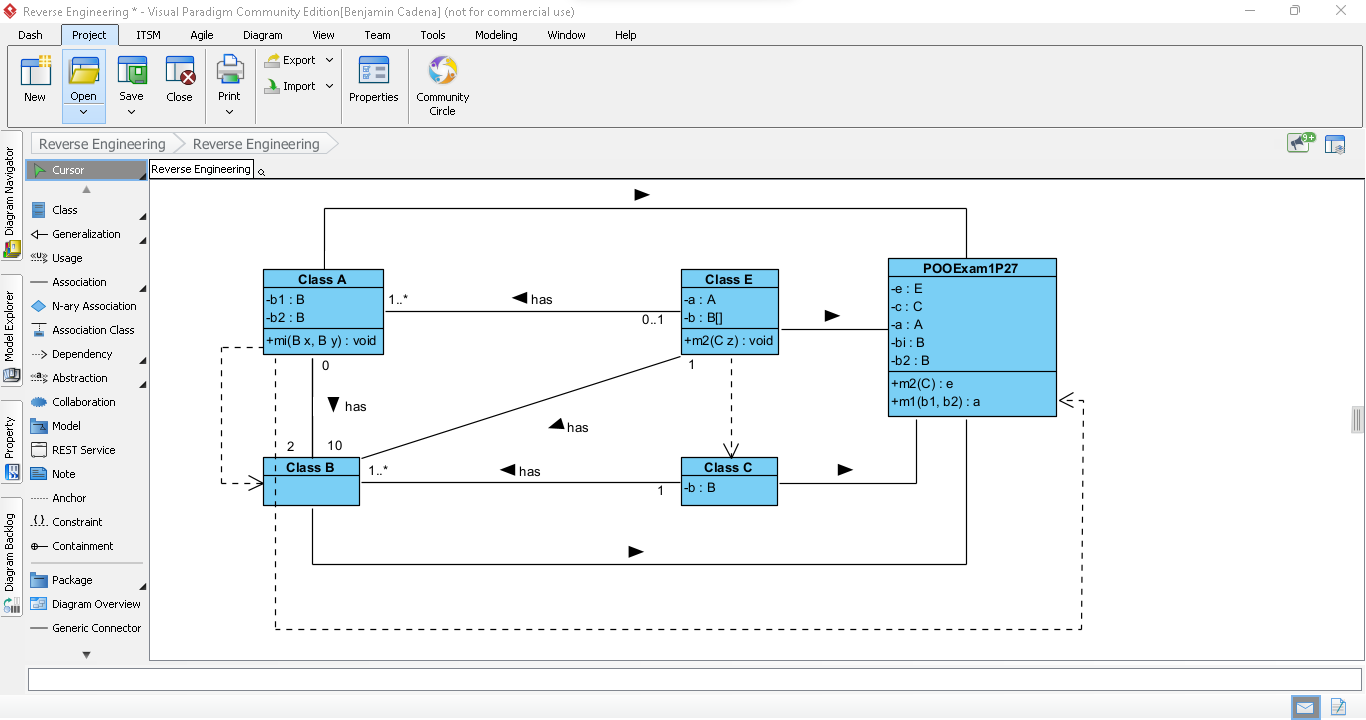 Reverse Engineering * - Visual Paradigm Community Edition[Benjamin Cadena] (not for commercial use)
Dash Project ITSM Agile Diagram View Team Tools Modeling Window Help
New Open Save Close Print Export Import Properties Community Circle
Reverse Engineering Reverse Engineering
9+
Diagram Navigator
Model Explorer
Property
Diagram Backlog
Cursor
Class
Generalization
<<U>> Usage
Association
N-ary Association
Association Class
Dependency
<<a>> Abstraction
Collaboration
Model
REST Service
Note
Anchor
{} Constraint
Containment
Package
Diagram Overview
Generic Connector
Reverse Engineering
Class A
-b1 : B
-b2 : B
+mi(B x, B y) : void
1..*
has
0..1
Class E
-a : A
-b : B[]
+m2(C z) : void
POOExam1P27
-e : E
-c : C
-a : A
-bi : B
-b2 : B
+m2(C) : e
+m1(b1, b2) : a
0
has
2
10
1
has
Class B
1..*
has
1
Class C
-b : B